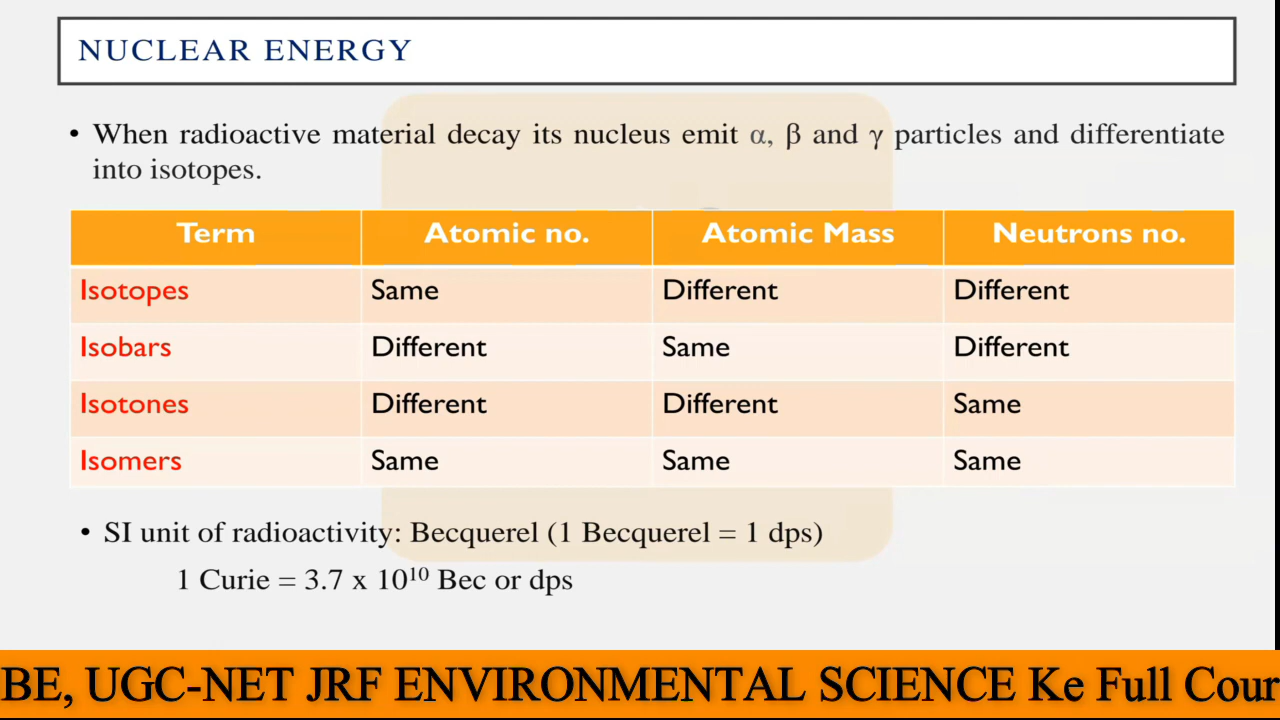 NUCLEAR ENERGY
• When radioactive material decay its nucleus emit α, β and γ particles and differentiate
into isotopes.
Term Atomic no. Atomic Mass Neutrons no.
Isotopes Same Different Different
Isobars Different Same Different
Isotones Different Different Same
Isomers Same Same Same
• SI unit of radioactivity: Becquerel (1 Becquerel = 1 dps)
1 Curie = 3.7 x 10¹⁰ Bec or dps
BE, UGC-NET JRF ENVIRONMENTAL SCIENCE Ke Full Cour